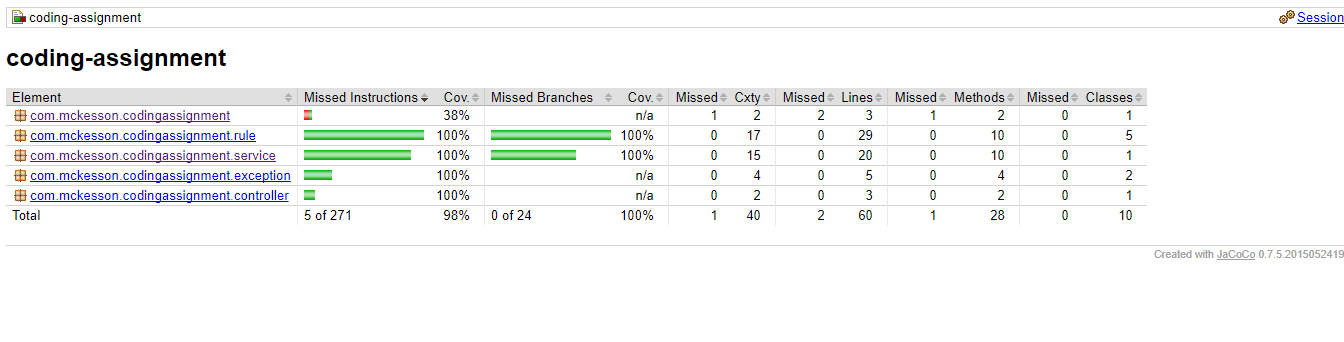 coding-assignment Session
coding-assignment
Element Missed Instructions Cov. Missed Branches Cov. Missed Cxty Missed Lines Missed Methods Missed Classes
com.mckesson.codingassignment 38% n/a 1 2 2 3 1 2 0 1
com.mckesson.codingassignment.rule 100% 100% 0 17 0 29 0 10 0 5
com.mckesson.codingassignment.service 100% 100% 0 15 0 20 0 10 0 1
com.mckesson.codingassignment.exception 100% n/a 0 4 0 5 0 4 0 2
com.mckesson.codingassignment.controller 100% n/a 0 2 0 3 0 2 0 1
Total 5 of 271 98% 0 of 24 100% 1 40 2 60 1 28 0 10
Created with JaCoCo 0.7.5.2015052419